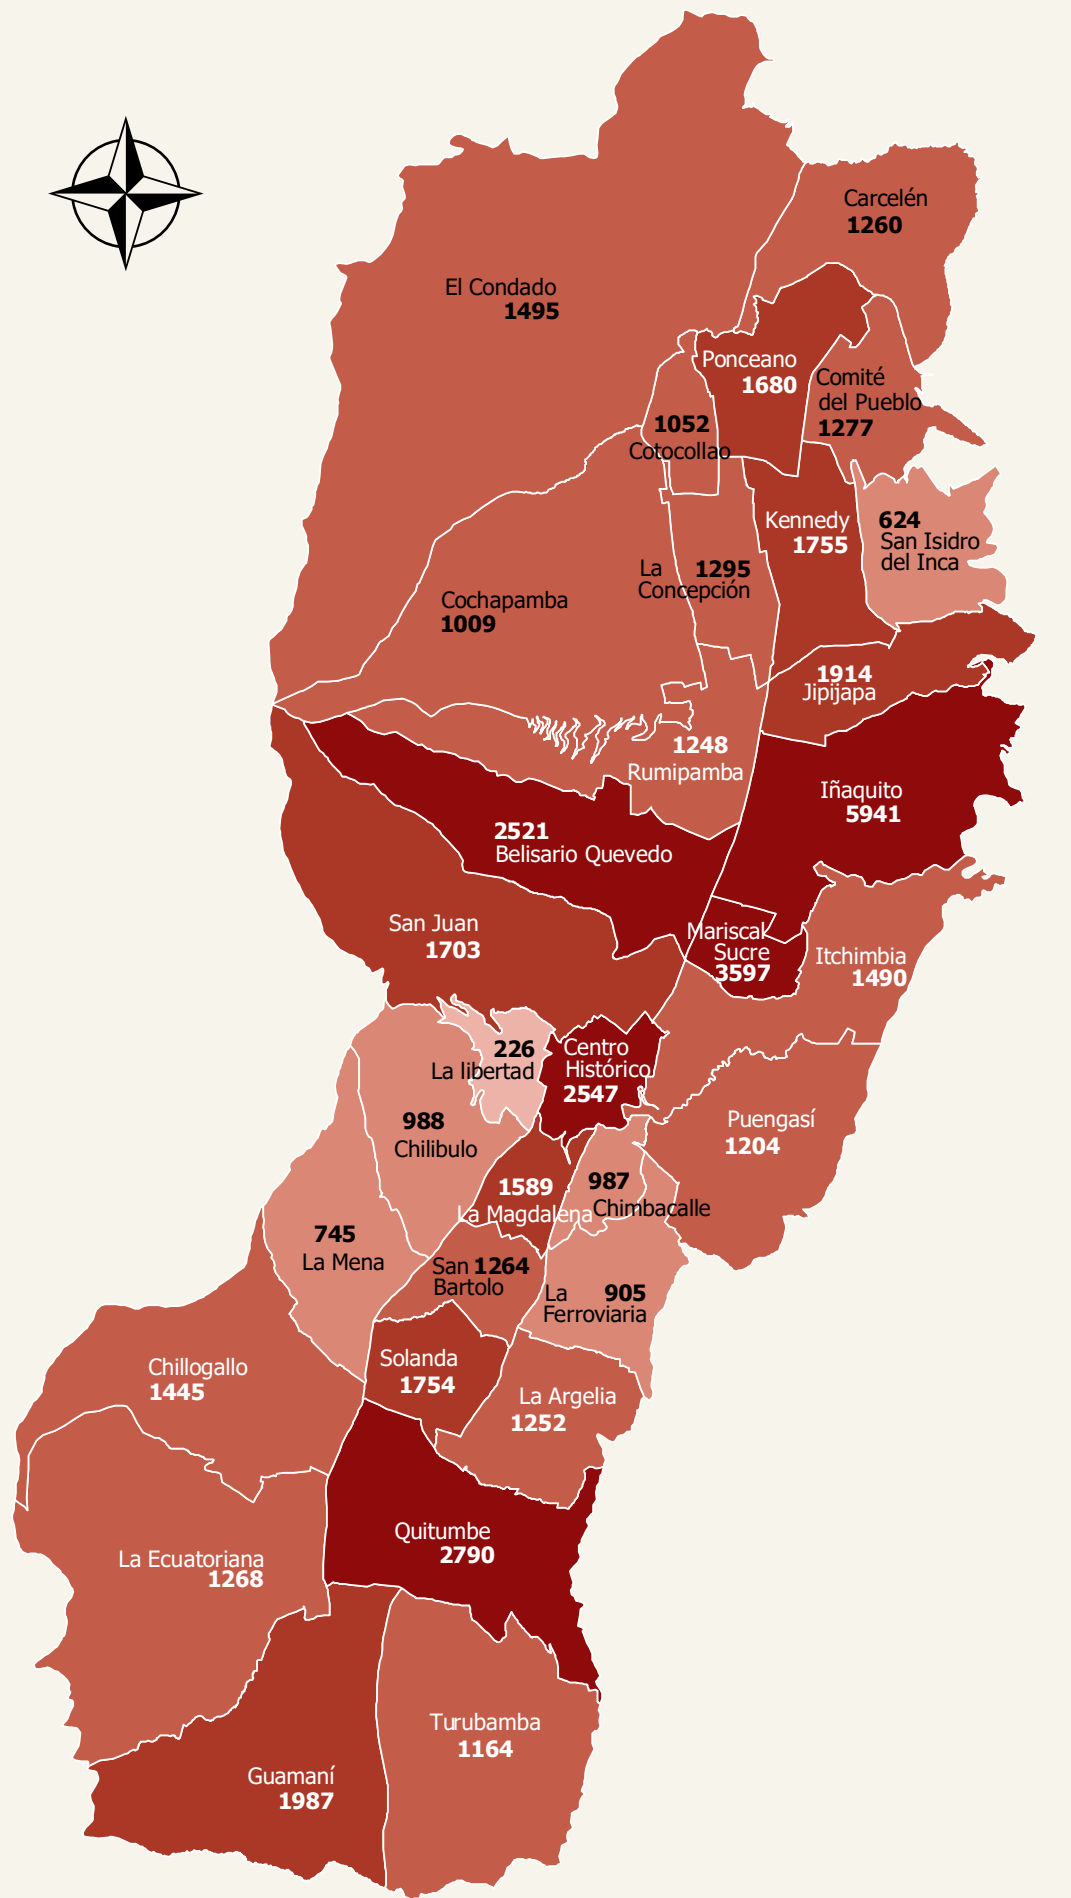 Carcelén
1260
El Condado
1495
Ponceano
1680
Comité
del Pueblo
1277
1052
Cotocollao
Kennedy
1755
624
San Isidro
del Inca
La 1295
Concepción
Cochapamba
1009
1914
Jipijapa
1248
Rumipamba
Iñaquito
5941
2521
Belisario Quevedo
San Juan
1703
Mariscal
Sucre
3597
Itchimbia
1490
226
La libertad
Centro
Histórico
2547
988
Chilibulo
Puengasí
1204
1589
La Magdalena
987
Chimbacalle
745
La Mena
San 1264
Bartolo
La 905
Ferroviaria
Chillogallo
1445
Solanda
1754
La Argelia
1252
Quitumbe
2790
La Ecuatoriana
1268
Turubamba
1164
Guamaní
1987